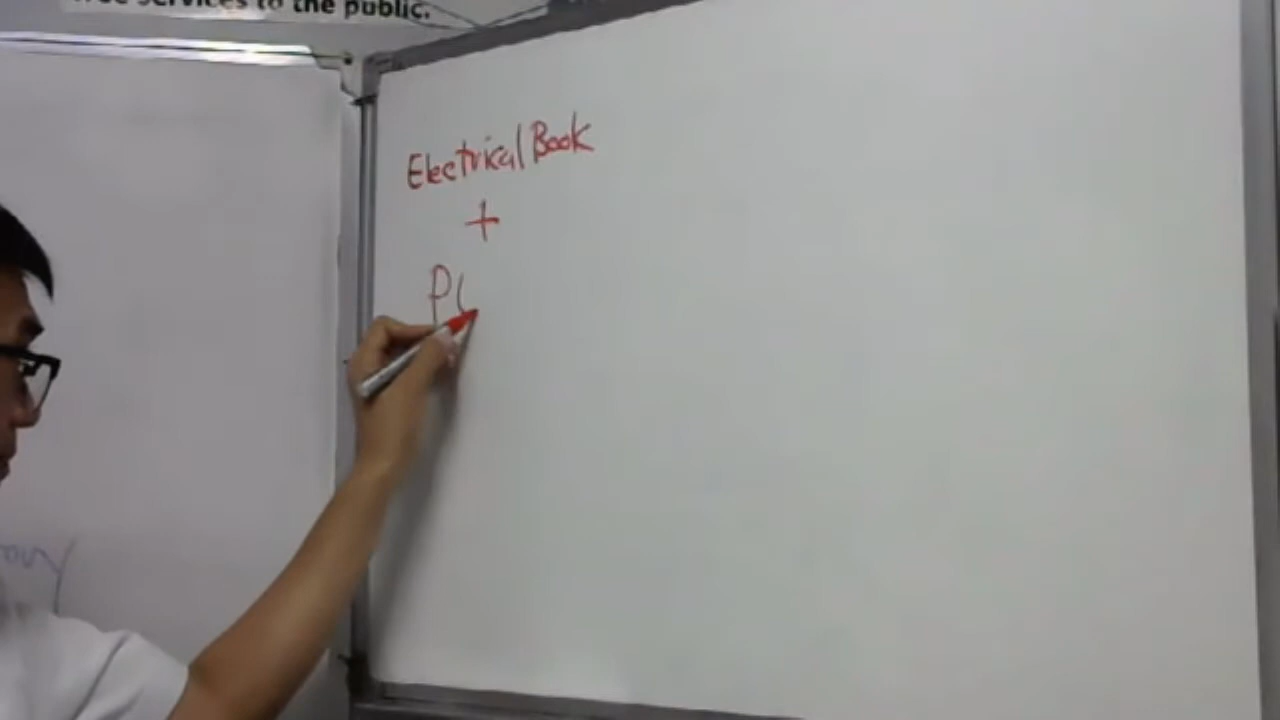 services to the public.
Electrical Book
+
P